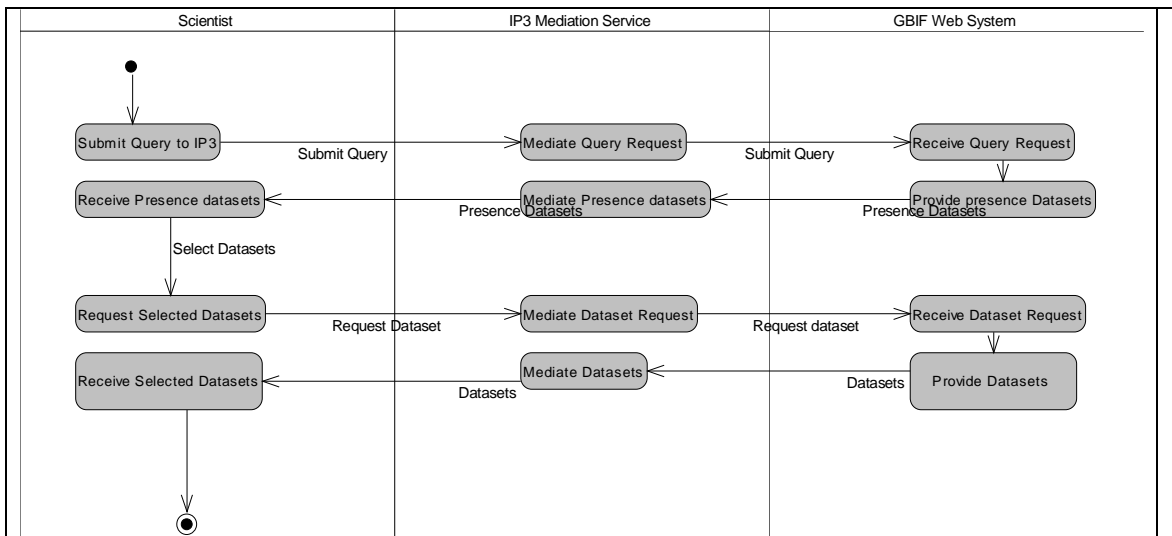 Scientist
IP3 Mediation Service
GBIF Web System
Submit Query to IP3
Submit Query
Mediate Query Request
Submit Query
Receive Query Request
Receive Presence datasets
Presence Datasets
Mediate Presence datasets
Presence Datasets
Provide presence Datasets
Select Datasets
Request Selected Datasets
Request Dataset
Mediate Dataset Request
Request dataset
Receive Dataset Request
Receive Selected Datasets
Datasets
Mediate Datasets
Datasets
Provide Datasets